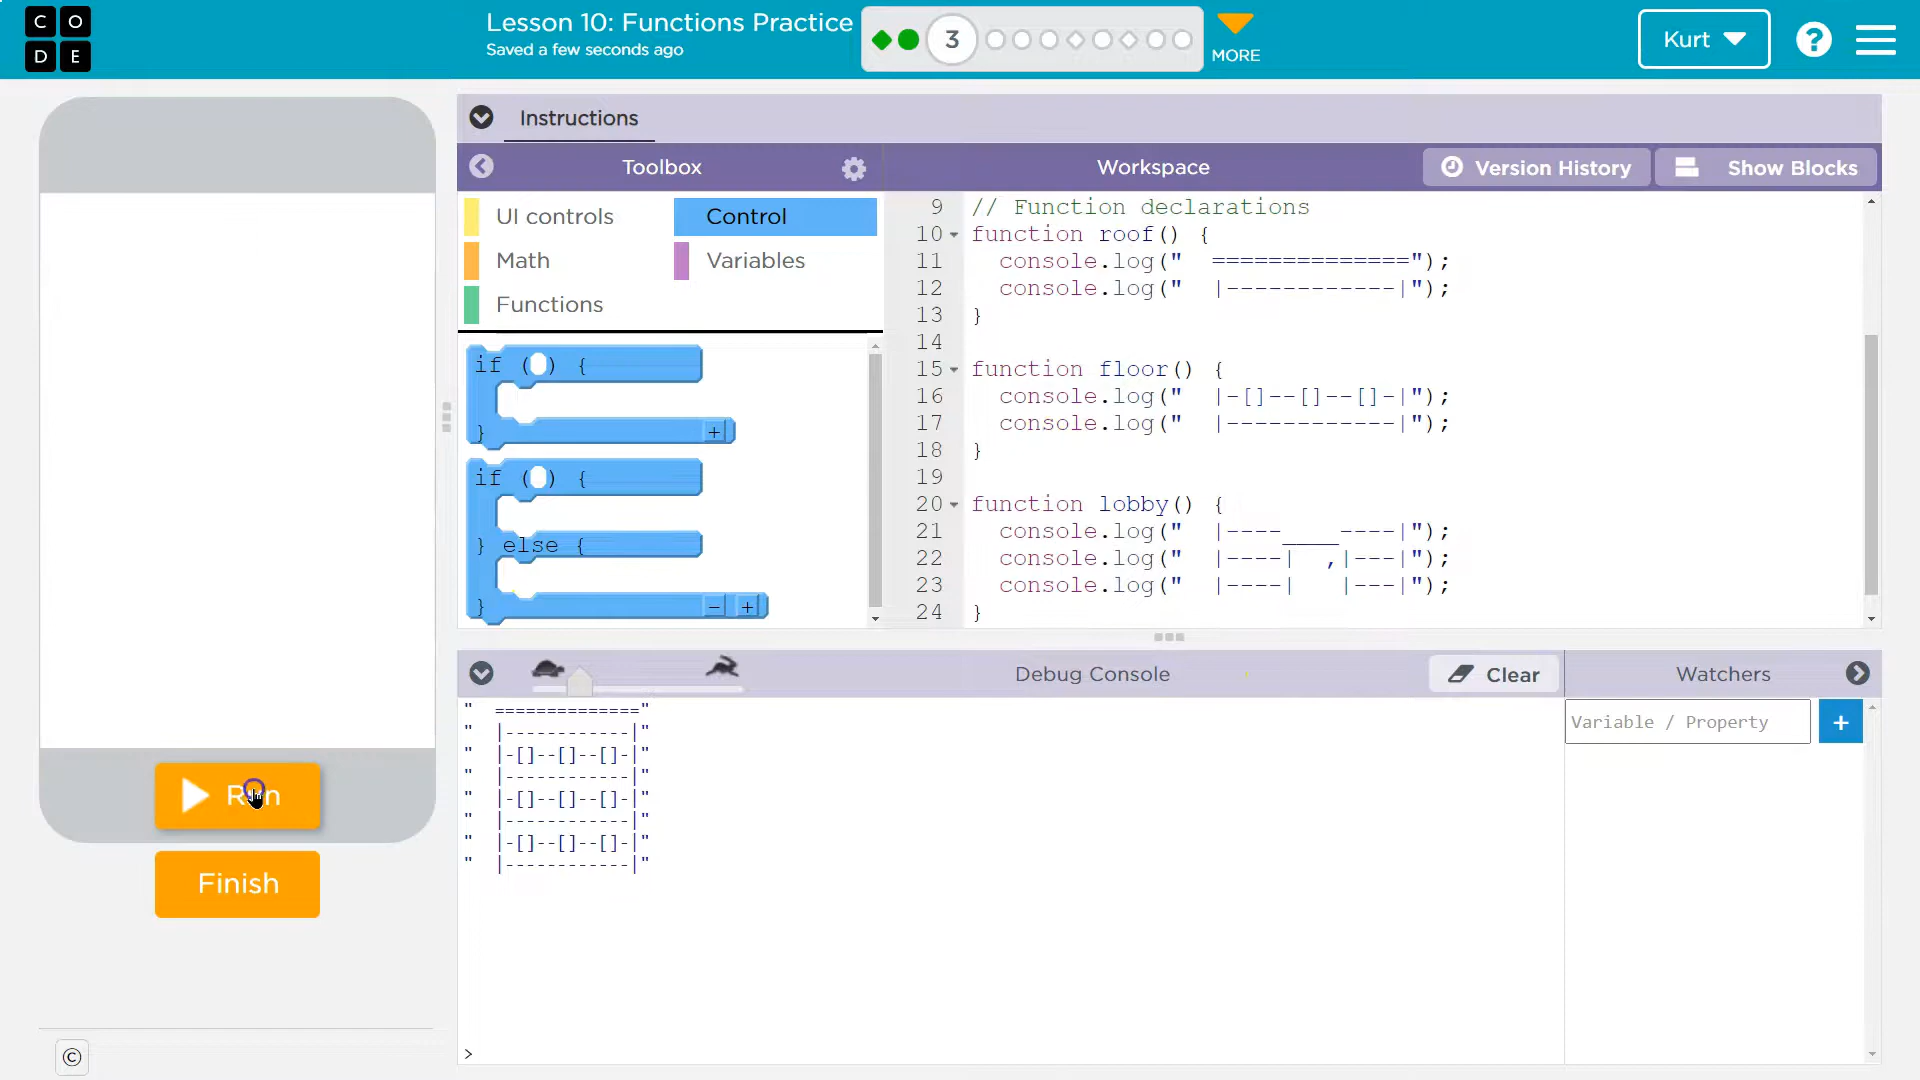 C O
D E
Lesson 10: Functions Practice
Saved a few seconds ago
3
MORE
Kurt
?
Instructions
Toolbox
Workspace
Version History
Show Blocks
UI controls
Control
Math
Variables
Functions
if ( ) {
}
+
if ( ) {
} else {
}
- +
9 // Function declarations
10 function roof() {
11 console.log("  ==============");
12 console.log("  |------------|");
13 }
14
15 function floor() {
16 console.log("  |-[]--[]--[]-|");
17 console.log("  |------------|");
18 }
19
20 function lobby() {
21 console.log("  |----____----|");
22 console.log("  |----|  ,|---|");
23 console.log("  |----|   |---|");
24 }
Debug Console
Clear
Watchers
"  =============="
"  |------------|"
"  |-[]--[]--[]-|"
"  |------------|"
"  |-[]--[]--[]-|"
"  |------------|"
"  |-[]--[]--[]-|"
"  |------------|"
Variable / Property
+
Run
Finish
>
©